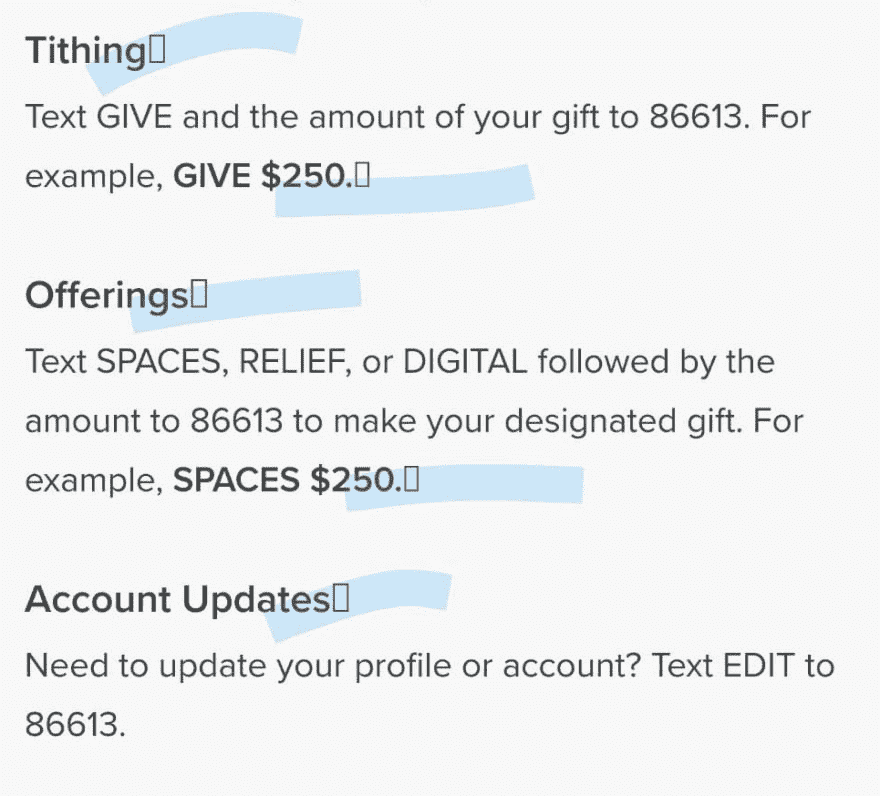 Tithing▯
Text GIVE and the amount of your gift to 86613. For
example, GIVE $250.▯
Offerings▯
Text SPACES, RELIEF, or DIGITAL followed by the
amount to 86613 to make your designated gift. For
example, SPACES $250.▯
Account Updates▯
Need to update your profile or account? Text EDIT to
86613.